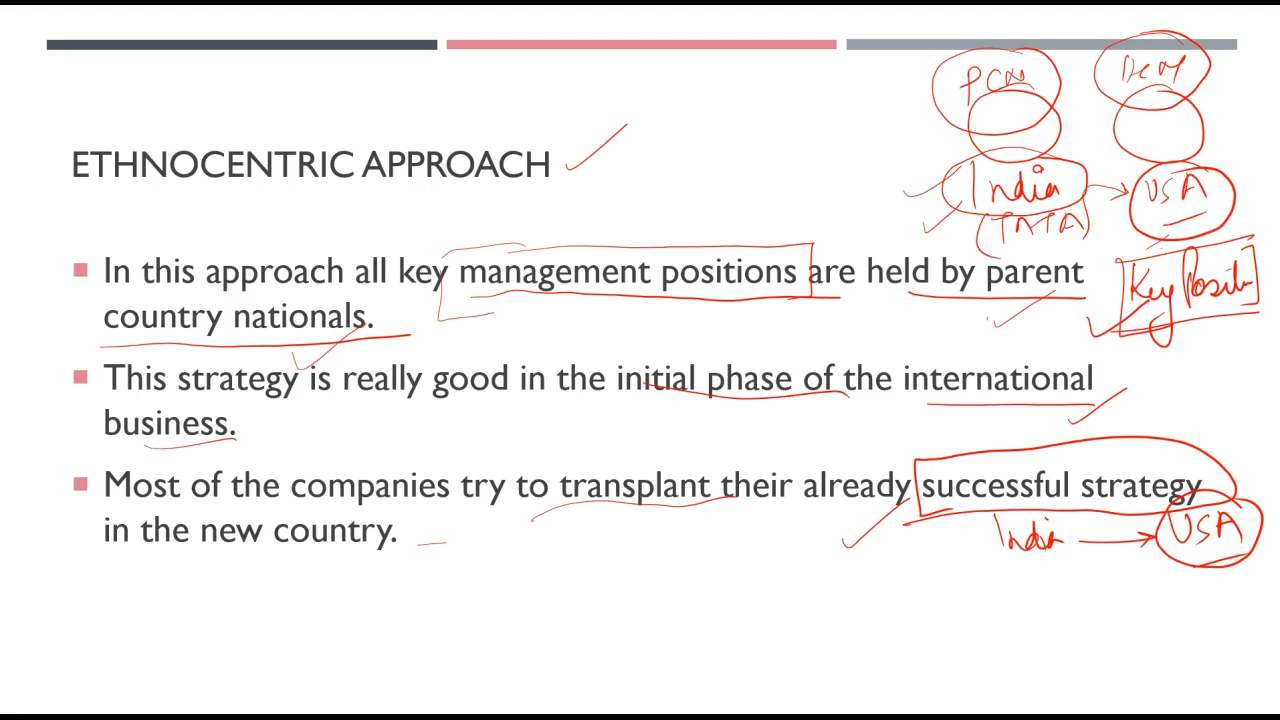 PCN
India
USA
(TATA)
ETHNOCENTRIC APPROACH
In this approach all key management positions are held by parent
country nationals.
Key Positi
This strategy is really good in the initial phase of the international
business.
Most of the companies try to transplant their already successful strategy
in the new country.
India → USA